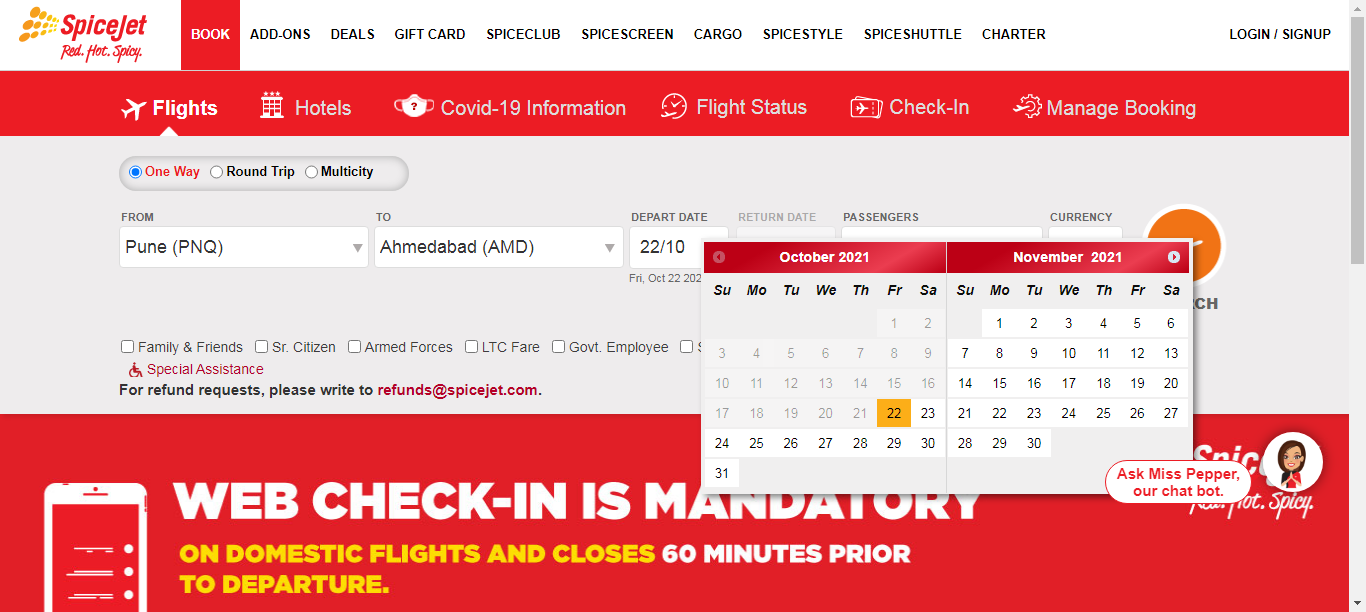 SpiceJet
Red. Hot. Spicy.
BOOK ADD-ONS DEALS GIFT CARD SPICECLUB SPICESCREEN CARGO SPICESTYLE SPICESHUTTLE CHARTER LOGIN / SIGNUP
Flights Hotels ? Covid-19 Information Flight Status Check-In Manage Booking
One Way Round Trip Multicity
FROM TO DEPART DATE RETURN DATE PASSENGERS CURRENCY
Pune (PNQ) Ahmedabad (AMD) 22/10
Fri, Oct 22 202
October 2021 November 2021
Su Mo Tu We Th Fr Sa Su Mo Tu We Th Fr Sa
1 2 1 2 3 4 5 6
3 4 5 6 7 8 9 7 8 9 10 11 12 13
10 11 12 13 14 15 16 14 15 16 17 18 19 20
17 18 19 20 21 22 23 21 22 23 24 25 26 27
24 25 26 27 28 29 30 28 29 30
31
CH
Family & Friends Sr. Citizen Armed Forces LTC Fare Govt. Employee S
Special Assistance
For refund requests, please write to refunds@spicejet.com.
WEB CHECK-IN IS MANDATORY
ON DOMESTIC FLIGHTS AND CLOSES 60 MINUTES PRIOR
TO DEPARTURE.
Ask Miss Pepper,
our chat bot.
Red. Hot. Spicy.